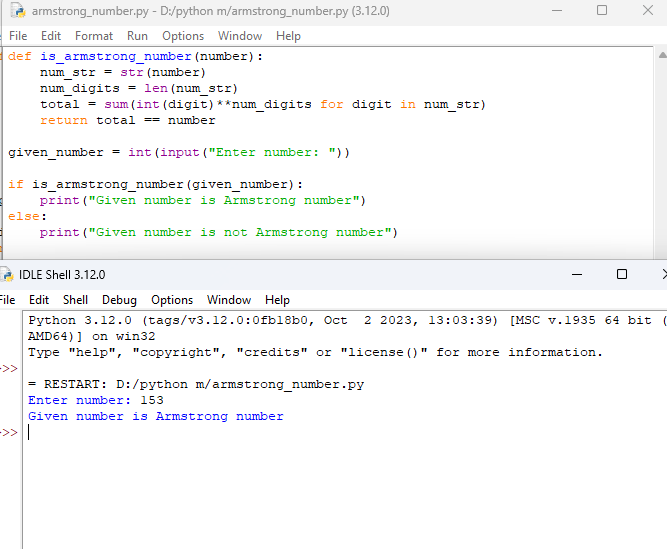 armstrong_number.py - D:/python m/armstrong_number.py (3.12.0)
File Edit Format Run Options Window Help
def is_armstrong_number(number):
    num_str = str(number)
    num_digits = len(num_str)
    total = sum(int(digit)**num_digits for digit in num_str)
    return total == number

given_number = int(input("Enter number: "))

if is_armstrong_number(given_number):
    print("Given number is Armstrong number")
else:
    print("Given number is not Armstrong number")
IDLE Shell 3.12.0
File Edit Shell Debug Options Window Help
Python 3.12.0 (tags/v3.12.0:0fb18b0, Oct  2 2023, 13:03:39) [MSC v.1935 64 bit (
AMD64)] on win32
Type "help", "copyright", "credits" or "license()" for more information.
>>>
= RESTART: D:/python m/armstrong_number.py
Enter number: 153
Given number is Armstrong number
>>>